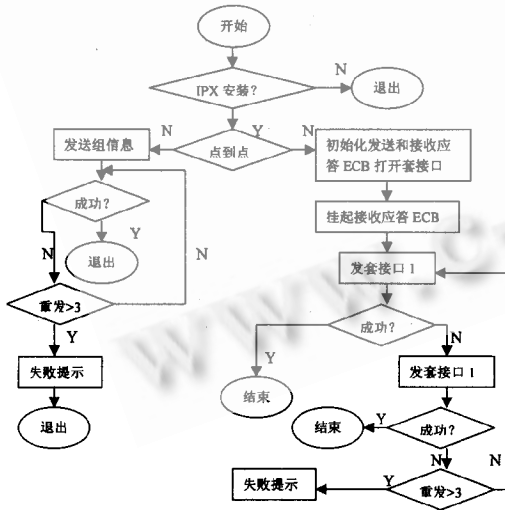 开始
IPX 安装？
N
退出
Y
发送组信息
N
点到点
N
初始化发送和接收应
答 ECB 打开套接口
成功？
挂起接收应答 ECB
Y
N
退出
N
发套接口 1
重发>3
成功？
N
Y
Y
失败提示
发套接口 1
结束
退出
结束
Y
成功？
N
N
失败提示
Y
重发>3
www.c